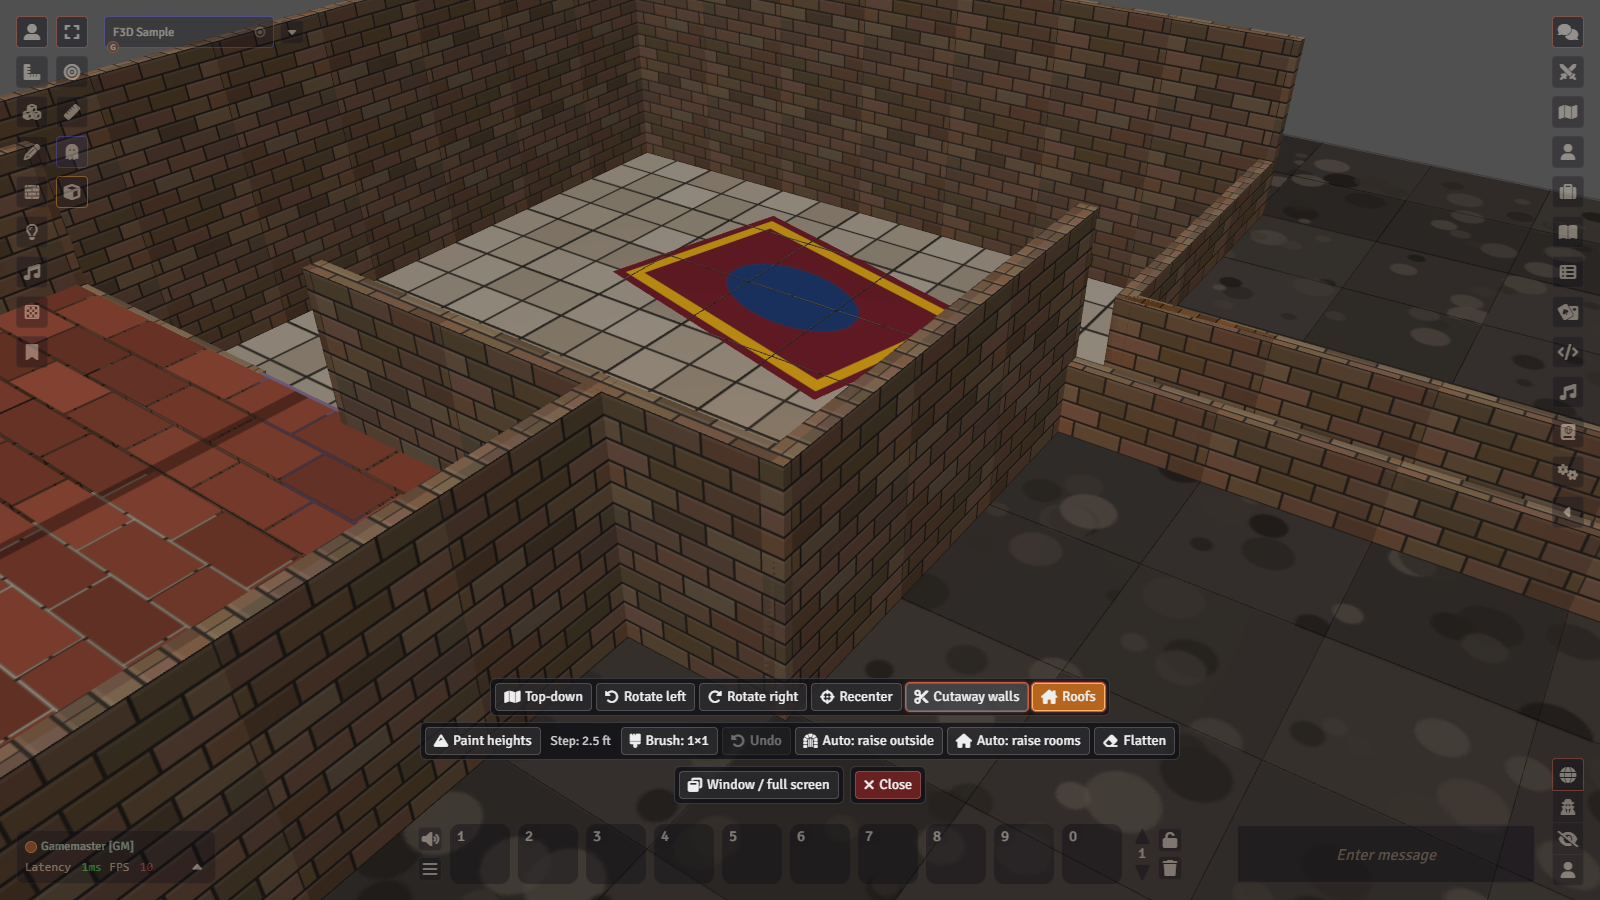 F3D Sample
G
Top-down
Rotate left
Rotate right
Recenter
Cutaway walls
Roofs
Paint heights
Step: 2.5 ft
Brush: 1×1
Undo
Auto: raise outside
Auto: raise rooms
Flatten
Window / full screen
Close
1 2 3 4 5 6 7 8 9 0
1
Gamemaster [GM]
Latency 1ms FPS 10
Enter message